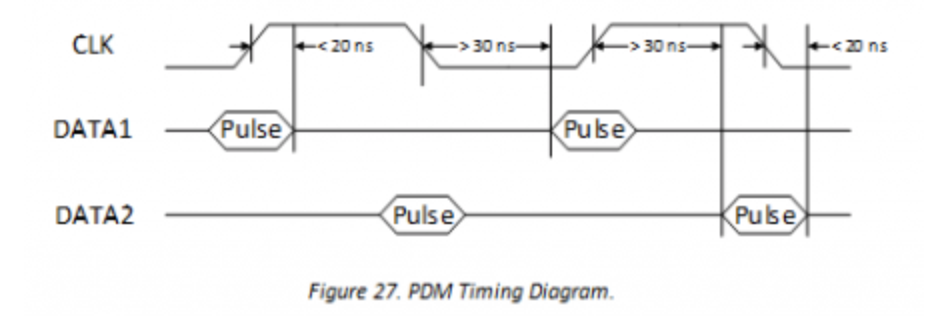 CLK < 20 ns > 30 ns > 30 ns < 20 ns
DATA1 Pulse Pulse
DATA2 Pulse Pulse
Figure 27. PDM Timing Diagram.